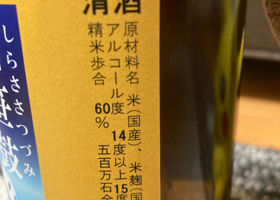 清酒
原材料名 米（国産）、米麹（国
アルコール度 14度以上15度
精米歩合 60％ 五百万石
しらささつづみ